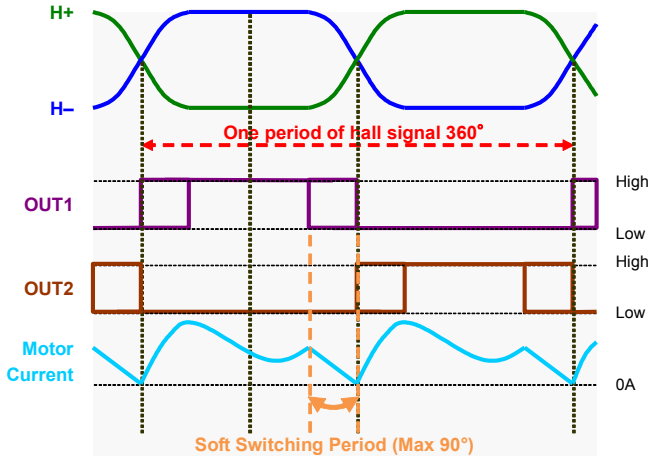 H+
H–
One period of hall signal 360°
OUT1
High
Low
OUT2
High
Low
Motor
Current
0A
Soft Switching Period (Max 90°)